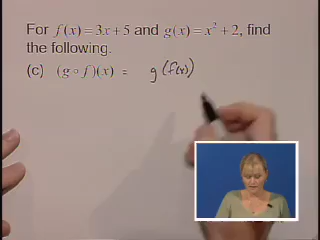 For f(x) = 3x + 5 and g(x) = x² + 2, find
the following.
(c) (g ∘ f)(x) = g(f(x))